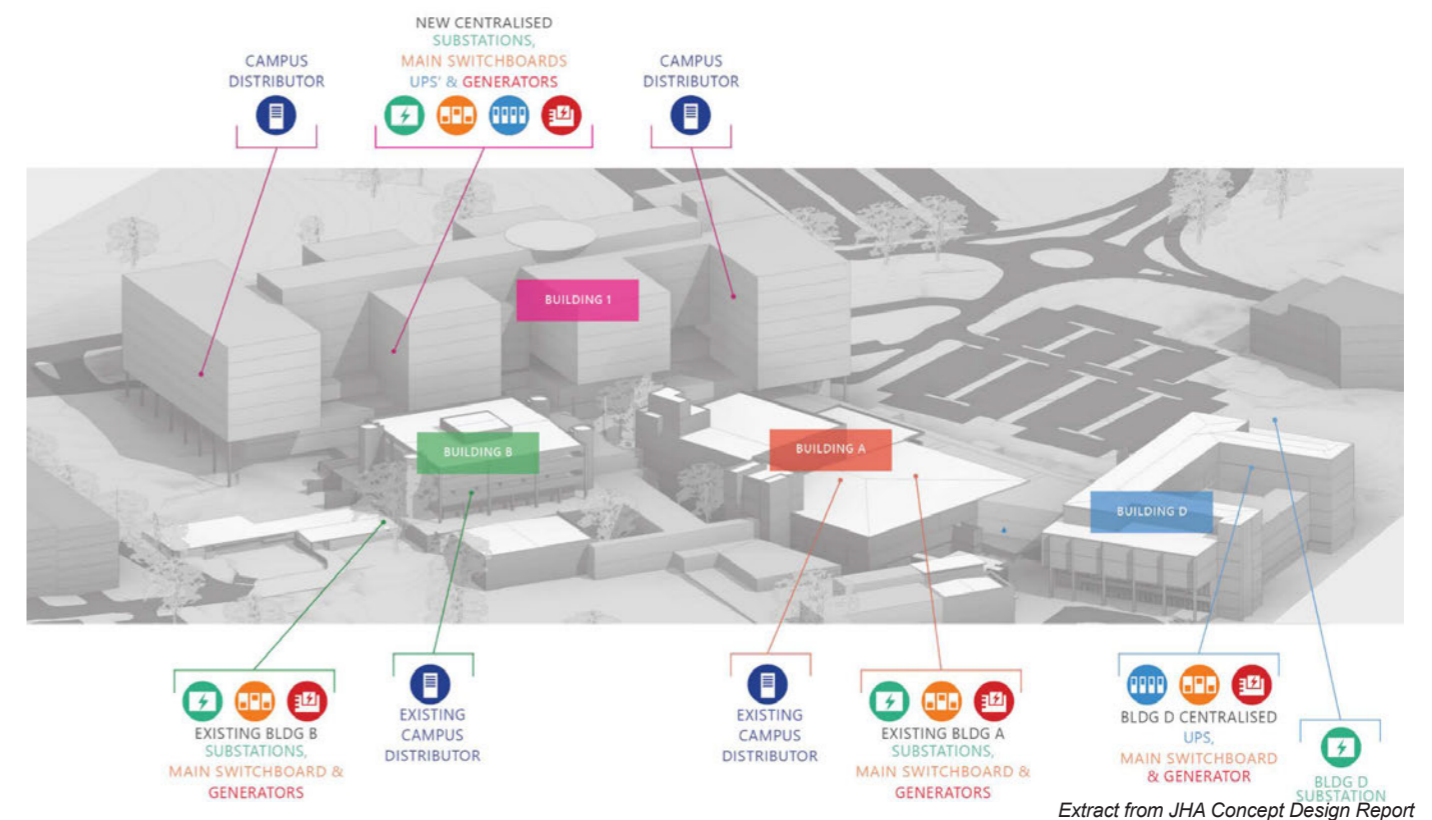 NEW CENTRALISED
SUBSTATIONS,
MAIN SWITCHBOARDS
UPS' & GENERATORS
CAMPUS
DISTRIBUTOR
CAMPUS
DISTRIBUTOR
BUILDING 1
BUILDING B
BUILDING A
BUILDING D
EXISTING BLDG B
SUBSTATIONS,
MAIN SWITCHBOARD &
GENERATORS
EXISTING
CAMPUS
DISTRIBUTOR
EXISTING
CAMPUS
DISTRIBUTOR
EXISTING BLDG A
SUBSTATIONS,
MAIN SWITCHBOARD &
GENERATORS
BLDG D CENTRALISED
UPS,
MAIN SWITCHBOARD
& GENERATOR
BLDG D
SUBSTATION
Extract from JHA Concept Design Report